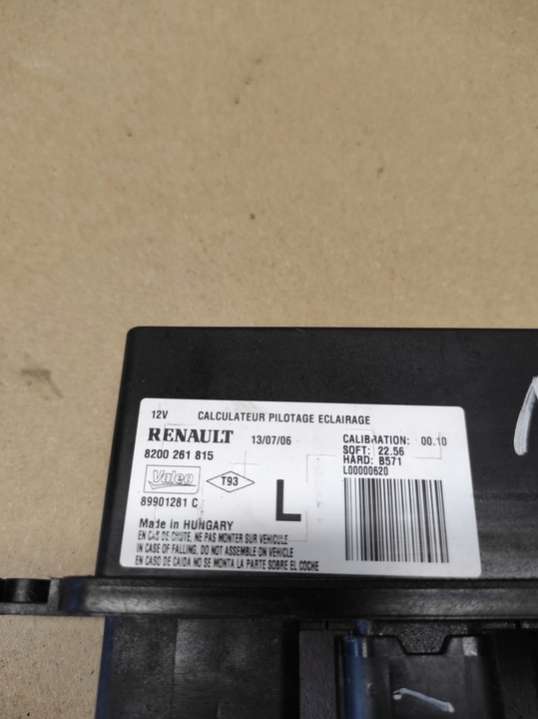 12V CALCULATEUR PILOTAGE ECLAIRAGE
RENAULT 13/07/06 CALIBRATION: 00.10
8200 261 815 SOFT: 22.56
HARD: B571
L00000620
Valeo T93 L
89901281 C
Made in HUNGARY
EN CAS DE CHUTE, NE PAS MONTER SUR VEHICULE
IN CASE OF FALLING, DO NOT ASSEMBLE ON VEHICLE
EN CASO DE CAIDA NO SE MONTA LA PARTE SOBRE EL COCHE